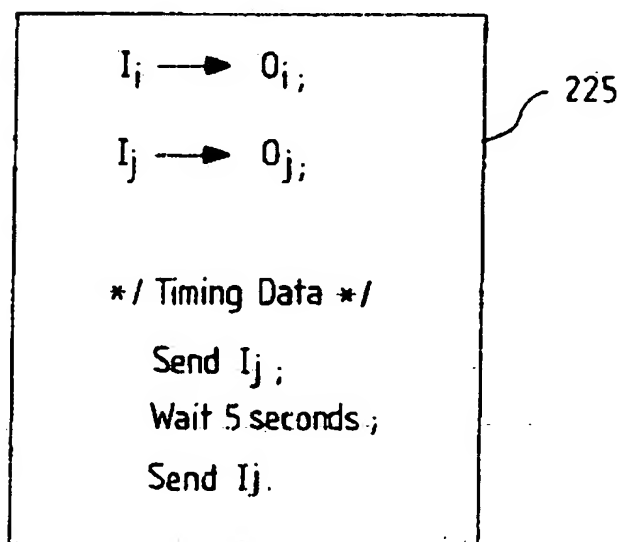 Iᵢ → Oᵢ;
225
Iⱼ → Oⱼ;
*/ Timing Data */
Send Iⱼ;
Wait 5 seconds;
Send Ij.